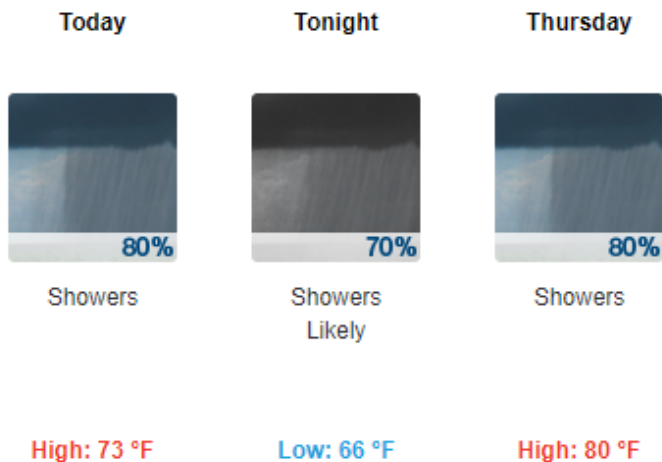 Today
80%
Showers
High: 73 °F
Tonight
70%
Showers
Likely
Low: 66 °F
Thursday
80%
Showers
High: 80 °F